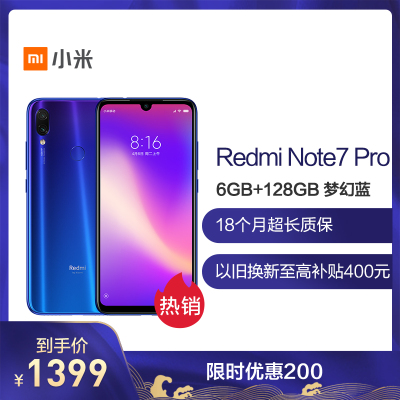 小米
Redmi Note7 Pro
6GB+128GB 梦幻蓝
18个月超长质保
以旧换新至高补贴400元
8:16
Redmi
热销
到手价
¥1399
限时优惠200